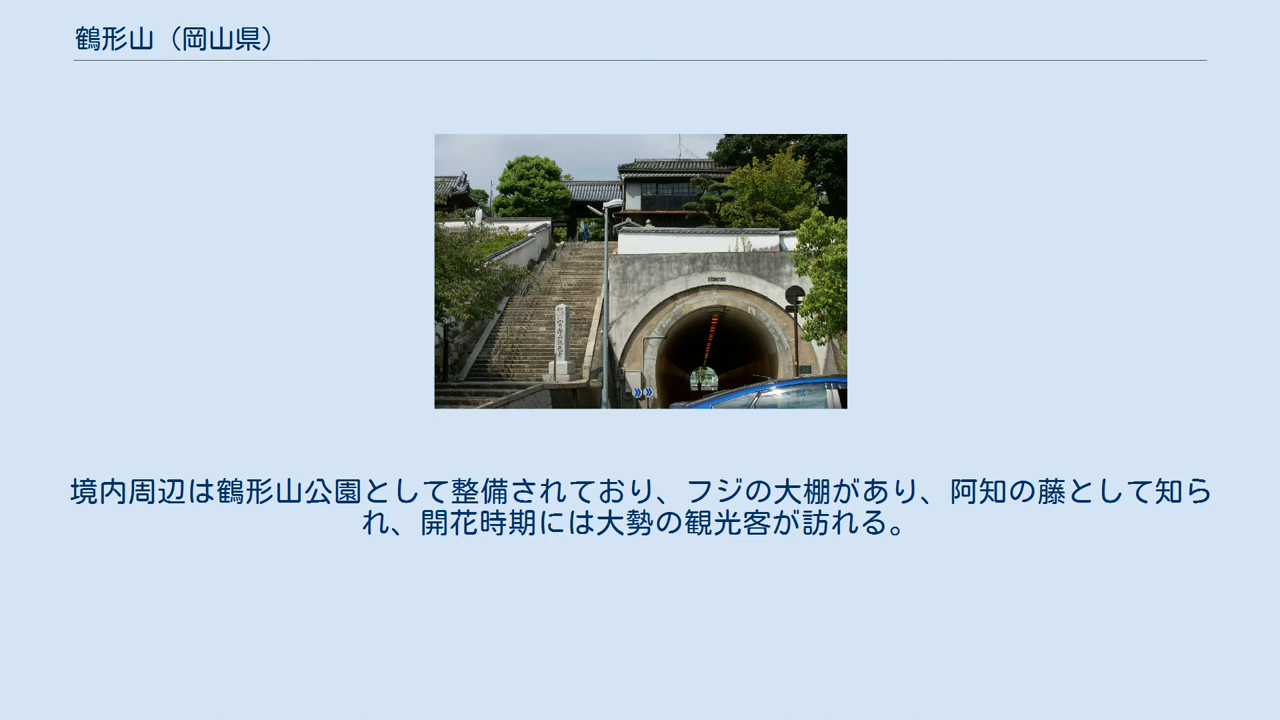 鶴形山（岡山県）
境内周辺は鶴形山公園として整備されており、フジの大棚があり、阿知の藤として知ら
れ、開花時期には大勢の観光客が訪れる。